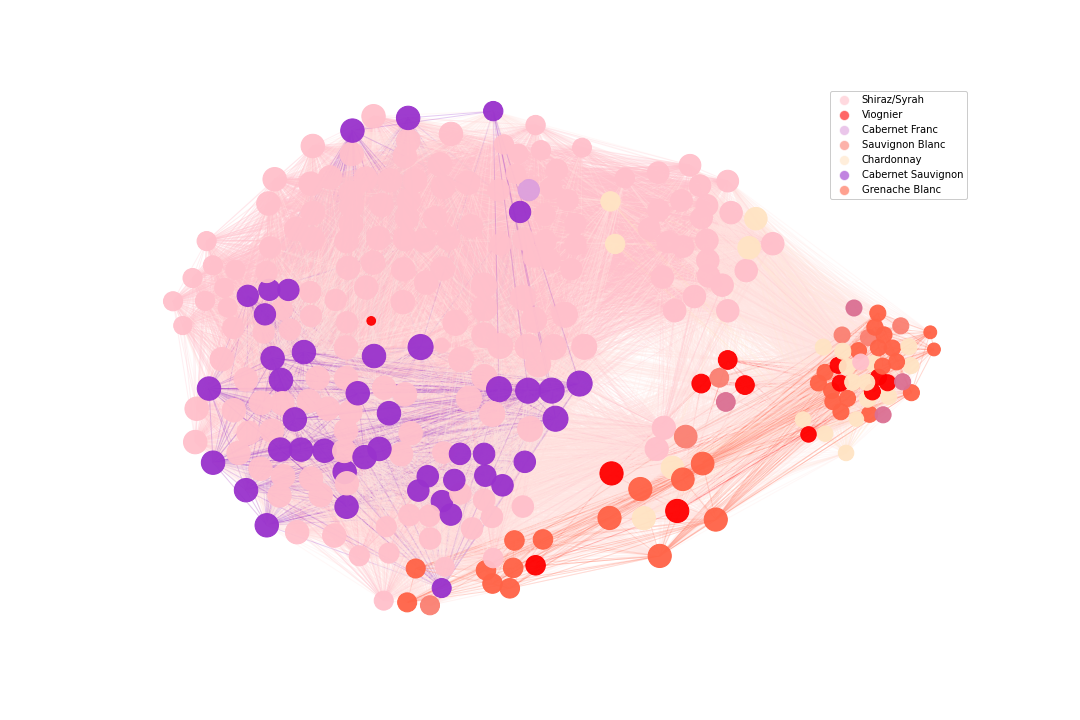 Shiraz/Syrah
Viognier
Cabernet Franc
Sauvignon Blanc
Chardonnay
Cabernet Sauvignon
Grenache Blanc